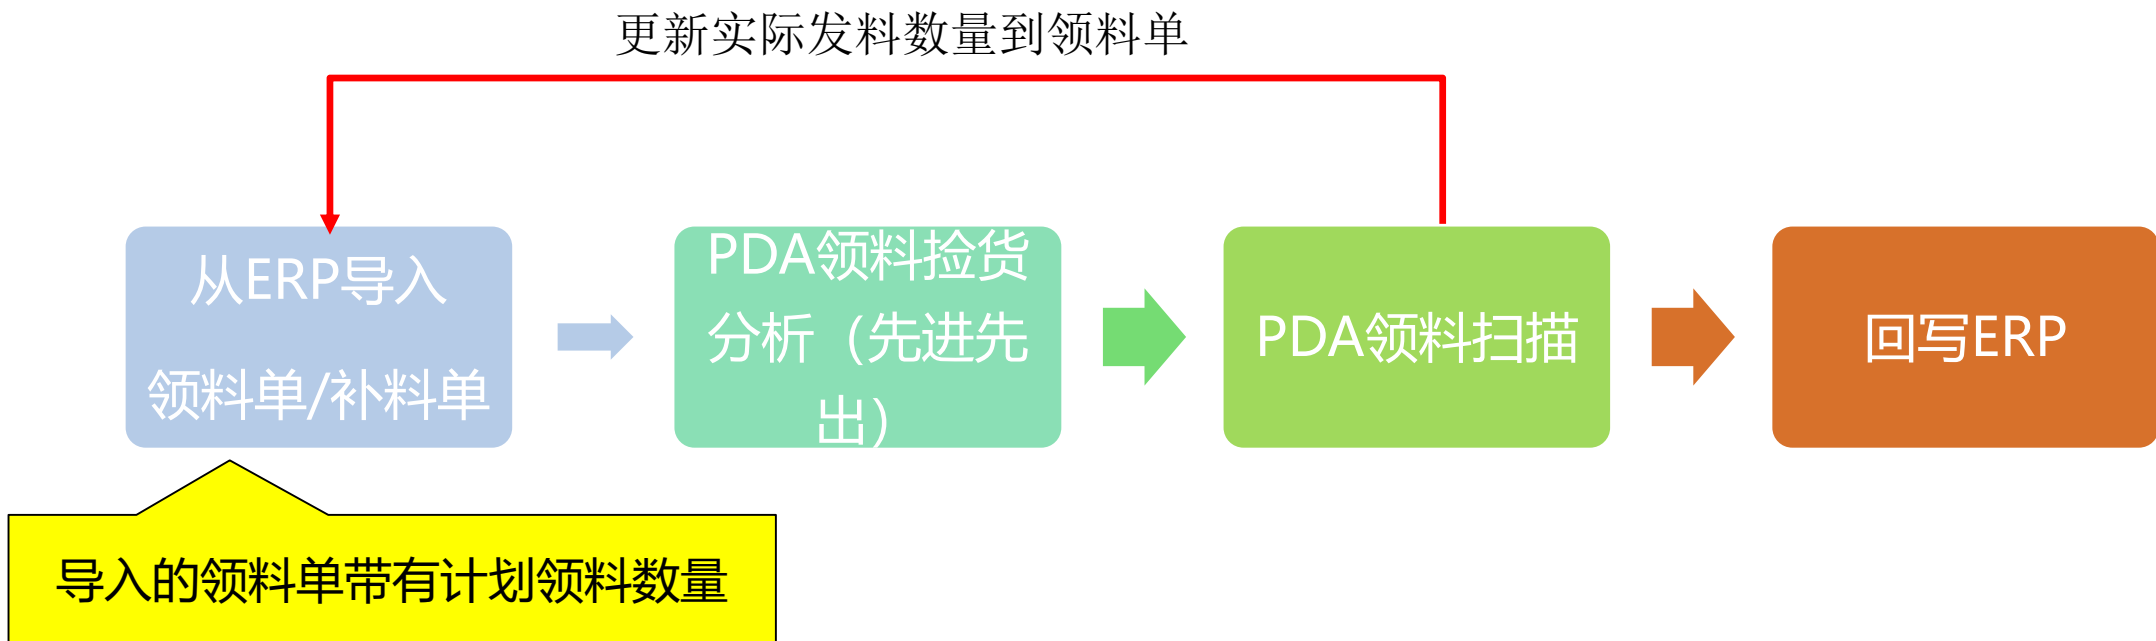 更新实际发料数量到领料单
从ERP导入
领料单/补料单
PDA领料捡货
分析（先进先
出）
PDA领料扫描
回写ERP
导入的领料单带有计划领料数量